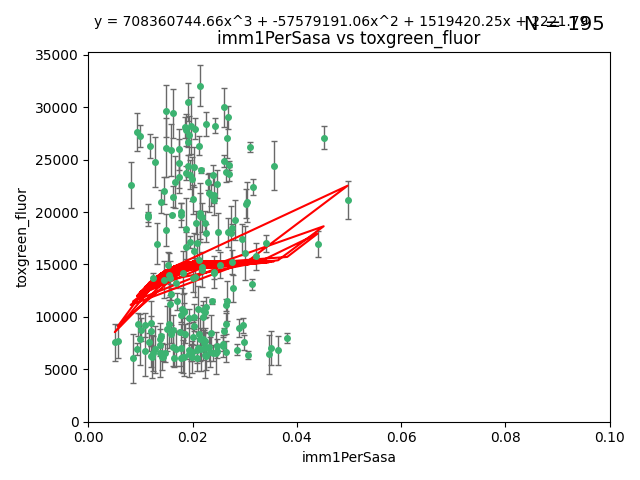 y = 708360744.66x^3 + -57579191.06x^2 + 1519420.25x + 2221.79
N = 195
imm1PerSasa vs toxgreen_fluor
35000
30000
25000
20000
15000
10000
5000
0
toxgreen_fluor
0.00 0.02 0.04 0.06 0.08 0.10
imm1PerSasa